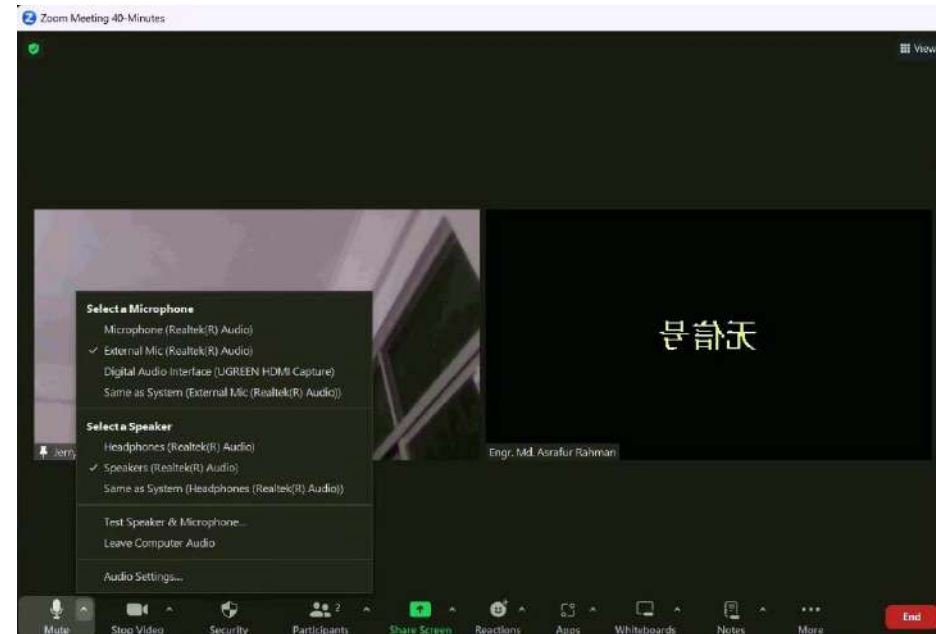 Zoom Meeting 40-Minutes
View
Select a Microphone
Microphone (Realtek(R) Audio)
External Mic (Realtek(R) Audio)
Digital Audio Interface (UGREEN HDMI Capture)
Same as System (External Mic (Realtek(R) Audio))
Select a Speaker
Headphones (Realtek(R) Audio)
Speakers (Realtek(R) Audio)
Same as System (Headphones (Realtek(R) Audio))
Test Speaker & Microphone...
Leave Computer Audio
Audio Settings...
Jerry
无信号
Engr. Md. Asrafur Rahman
Mute
Stop Video
Security
Participants
2
Share Screen
Reactions
Apps
Whiteboards
Notes
More
End